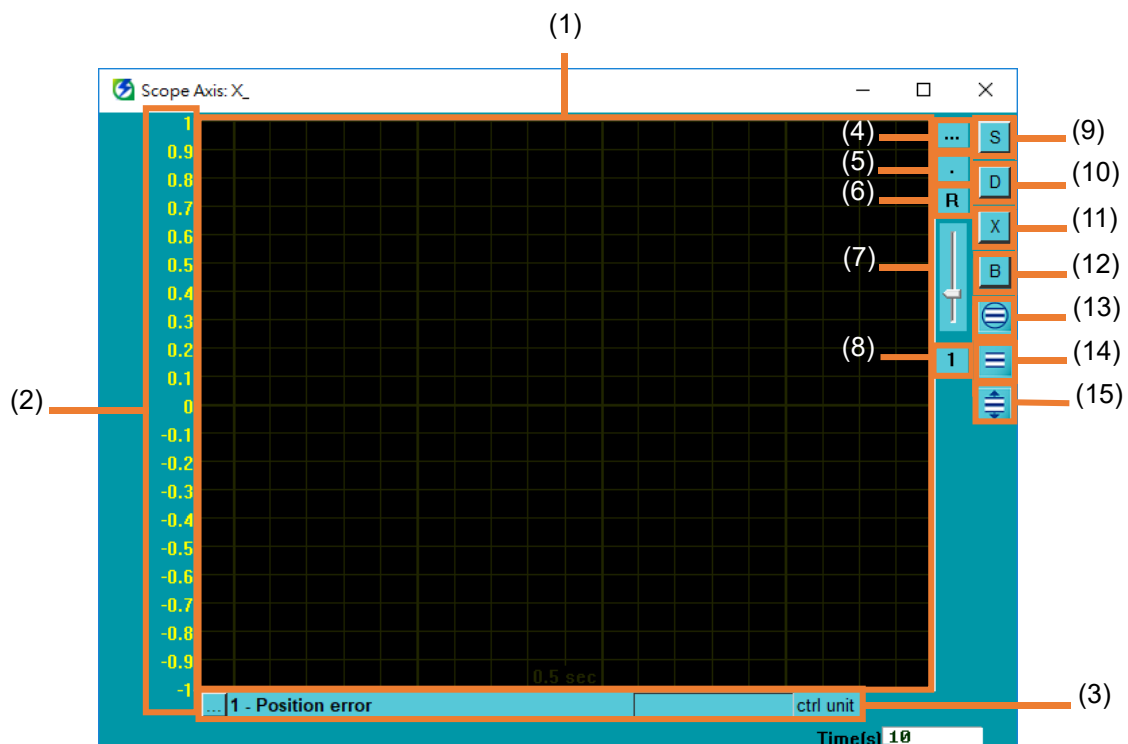 (1)
Scope Axis: X_
1
0.9
0.8
0.7
0.6
0.5
0.4
0.3
0.2
0.1
0
-0.1
-0.2
-0.3
-0.4
-0.5
-0.6
-0.7
-0.8
-0.9
-1
(2)
(4) ... S (9)
(5) . D (10)
(6) R X (11)
(7) B (12)
(13)
(8) 1 (14)
(15)
0.5 sec
... 1 - Position error ctrl unit (3)
Time(s) 10